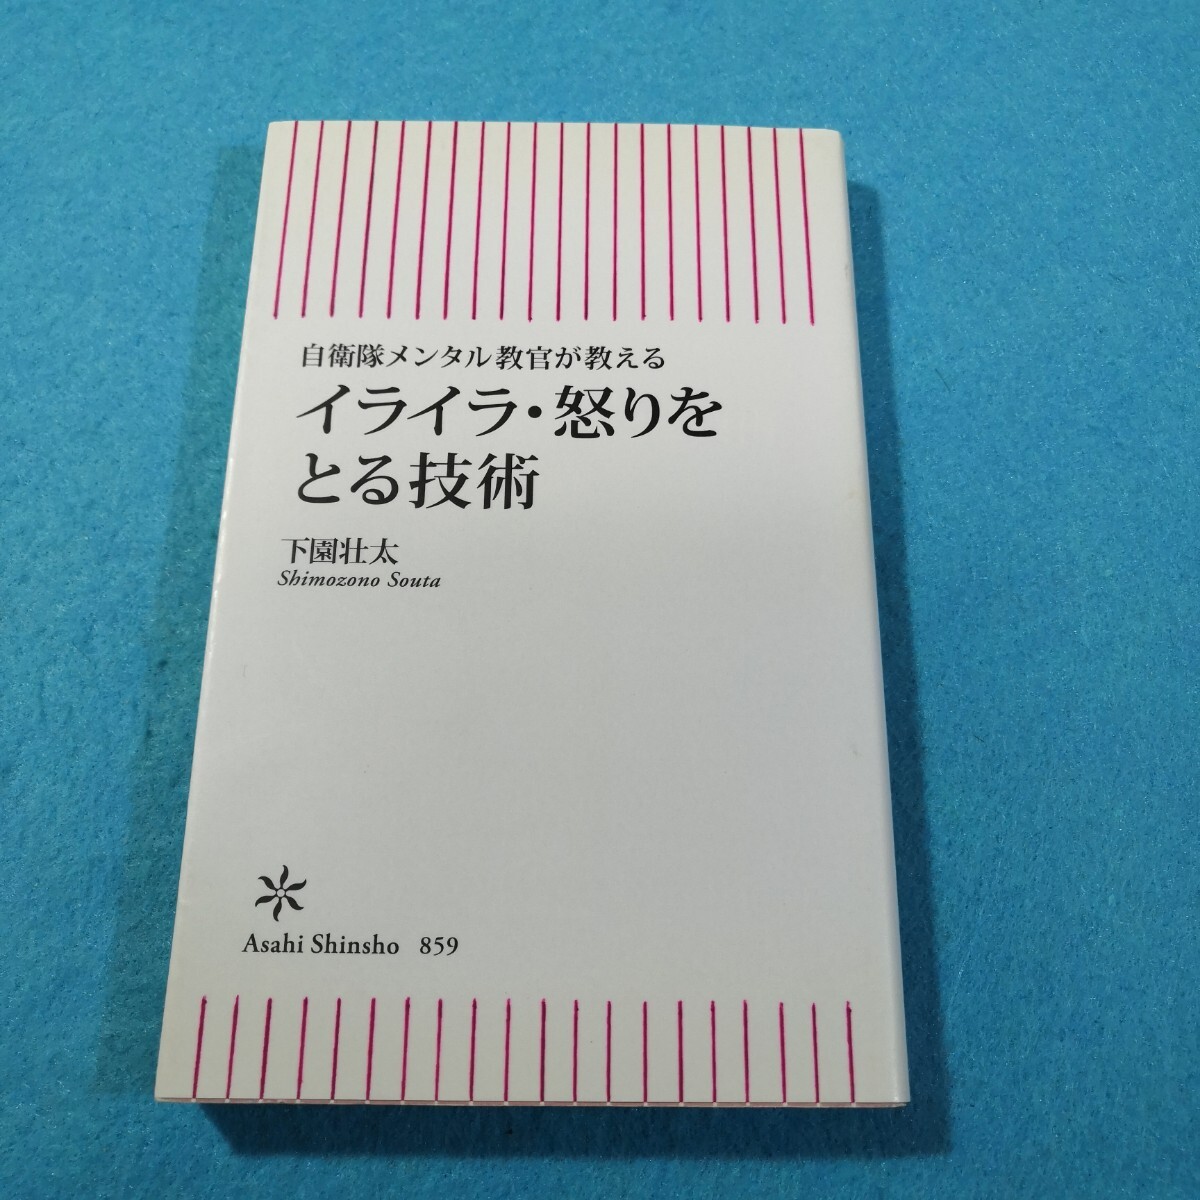 自衛隊メンタル教官が教える
イライラ・怒りを
とる技術
下園壮太
Shimozono Souta
Asahi Shinsho 859